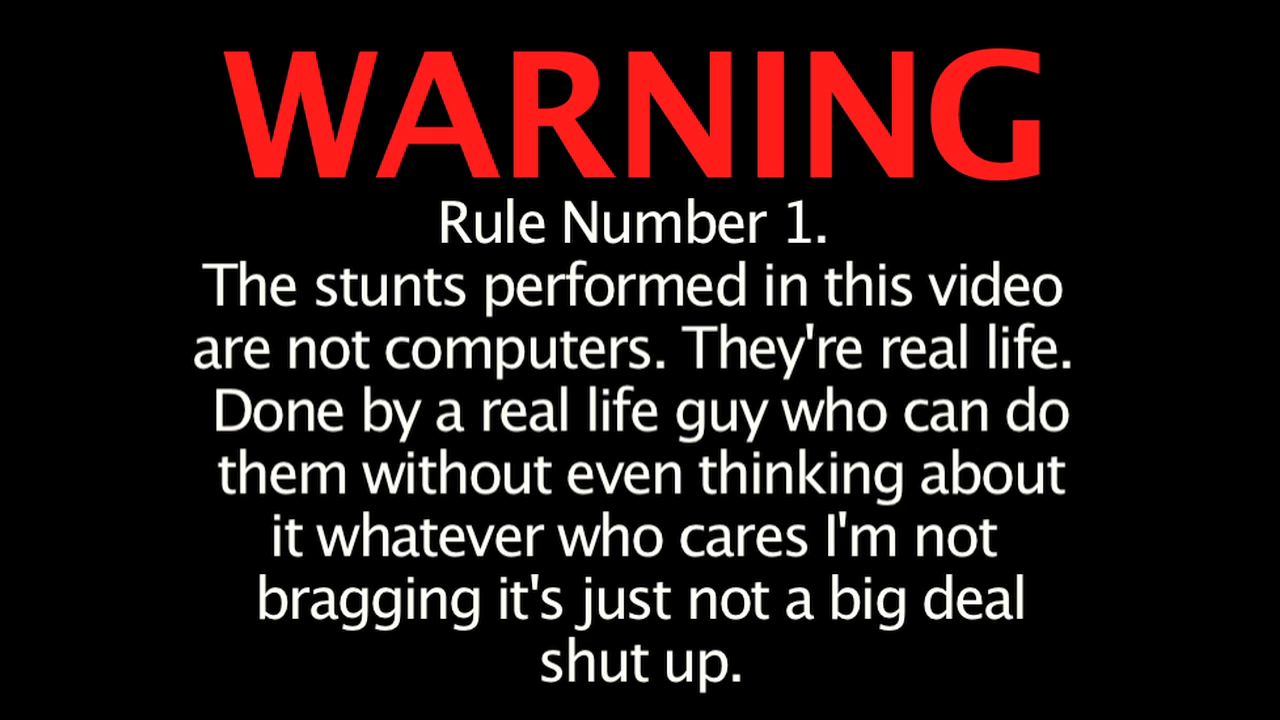 WARNING
Rule Number 1.
The stunts performed in this video
are not computers. They're real life.
Done by a real life guy who can do
them without even thinking about
it whatever who cares I'm not
bragging it's just not a big deal
shut up.